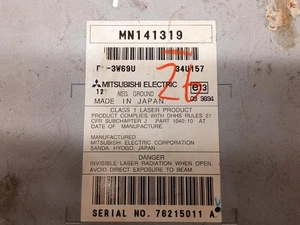 MN141319
-3W69U 34U157
MITSUBISHI ELECTRIC
12V NEG. GROUND
MADE IN JAPAN
CLASS 1 LASER PRODUCT
PRODUCT COMPLIES WITH DHHS RULES 21
CFR SUBCHAPTER J PART 1040:10 AT
DATE OF MANUFACTURE.
MANUFACTURED
MITSUBISHI ELECTRIC CORPORATION
SANDA, HYOGO, JAPAN
DANGER
INVISIBLE LASER RADIATION WHEN OPEN.
AVOID DIRECT EXPOSURE TO BEAM.
SERIAL NO. 76215011 A